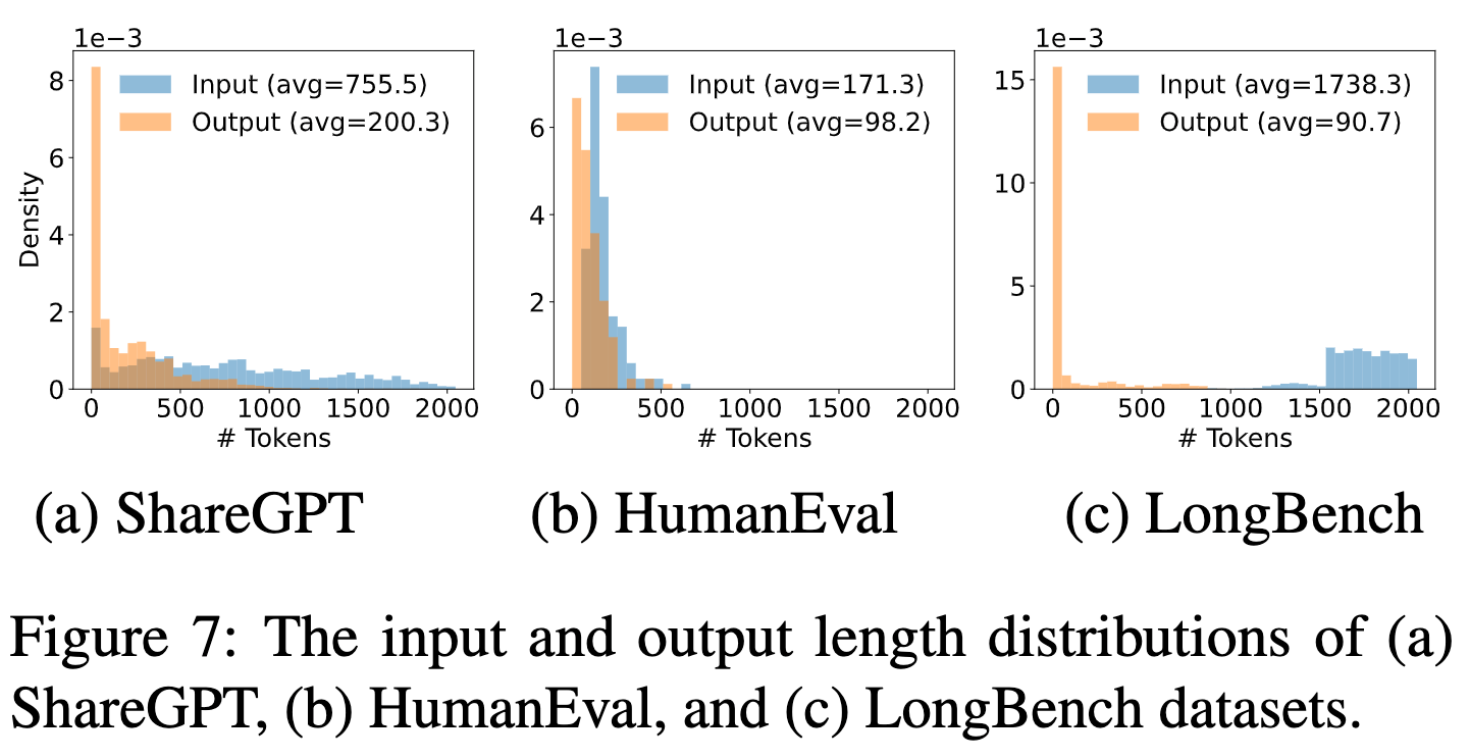 1e−3
Input (avg=755.5)
Output (avg=200.3)
8
6
4
2
0
Density
0 500 1000 1500 2000
# Tokens
1e−3
Input (avg=171.3)
Output (avg=98.2)
6
4
2
0
0 500 1000 1500 2000
# Tokens
1e−3
Input (avg=1738.3)
Output (avg=90.7)
15
10
5
0
0 500 1000 1500 2000
# Tokens
(a) ShareGPT
(b) HumanEval
(c) LongBench
Figure 7: The input and output length distributions of (a)
ShareGPT, (b) HumanEval, and (c) LongBench datasets.